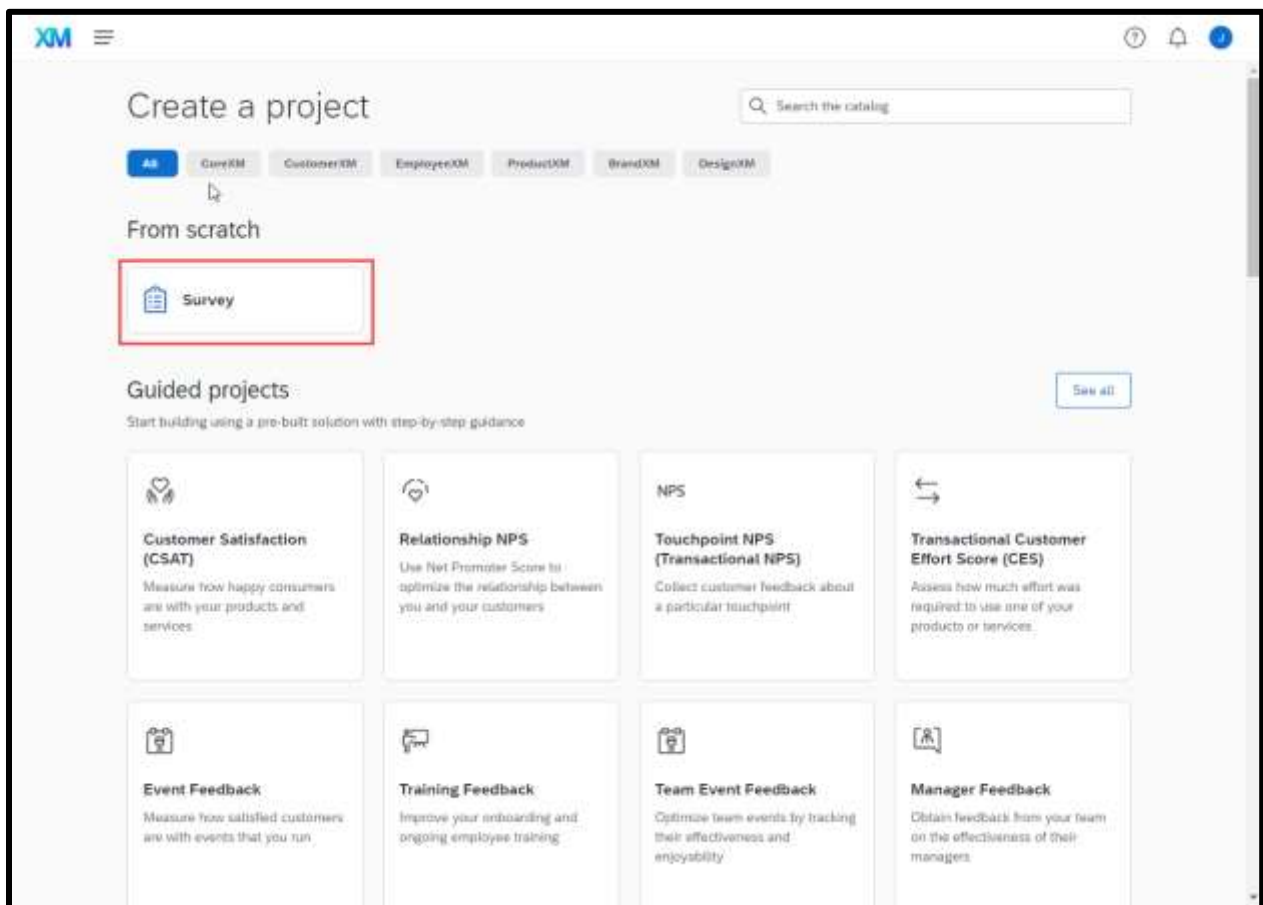 XM
J
Create a project
Search the catalog
All CoreXM CustomerXM EmployeeXM ProductXM BrandXM DesignXM
From scratch
Survey
Guided projects
See all
Start building using a pre-built solution with step-by-step guidance
Customer Satisfaction
(CSAT)
Measure how happy consumers
are with your products and
services
Relationship NPS
Use Net Promoter Score to
optimize the relationship between
you and your customers
NPS
Touchpoint NPS
(Transactional NPS)
Collect customer feedback about
a particular touchpoint
Transactional Customer
Effort Score (CES)
Assess how much effort was
required to use one of your
products or services
Event Feedback
Measure how satisfied customers
are with events that you run
Training Feedback
Improve your onboarding and
ongoing employee training
Team Event Feedback
Optimize team events by tracking
their effectiveness and
enjoyability
Manager Feedback
Obtain feedback from your team
on the effectiveness of their
managers